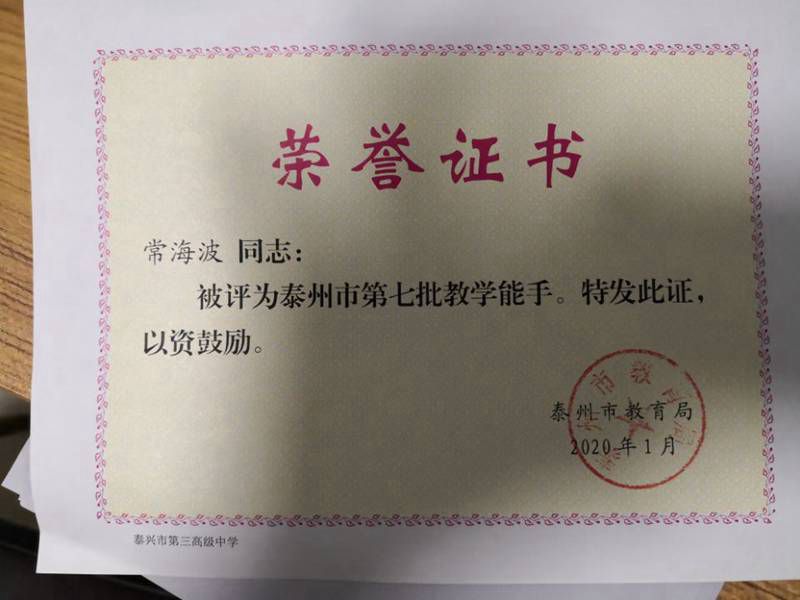 荣誉证书
常海波 同志：
被评为泰州市第七批教学能手。特发此证，
以资鼓励。
泰州市教育局
2020年1月
泰兴市第三高级中学